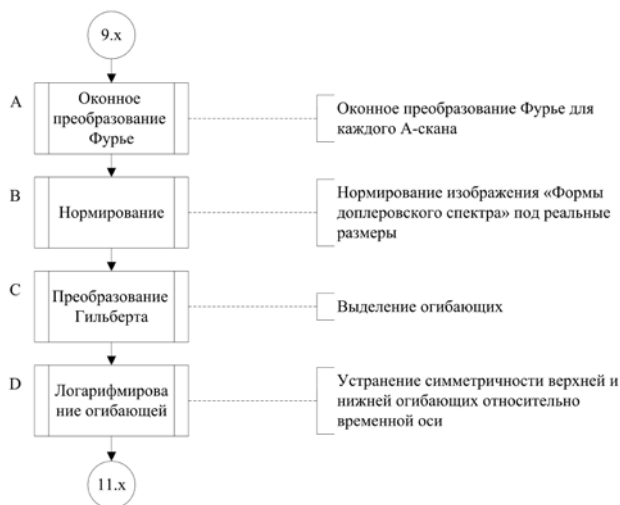 9.x
A
Оконное
преобразование
Фурье
Оконное преобразование Фурье для
каждого А-скана
B
Нормирование
Нормирование изображения «Формы
доплеровского спектра» под реальные
размеры
C
Преобразование
Гильберта
Выделение огибающих
D
Логарифмирова
ние огибающей
Устранение симметричности верхней и
нижней огибающих относительно
временной оси
11.x